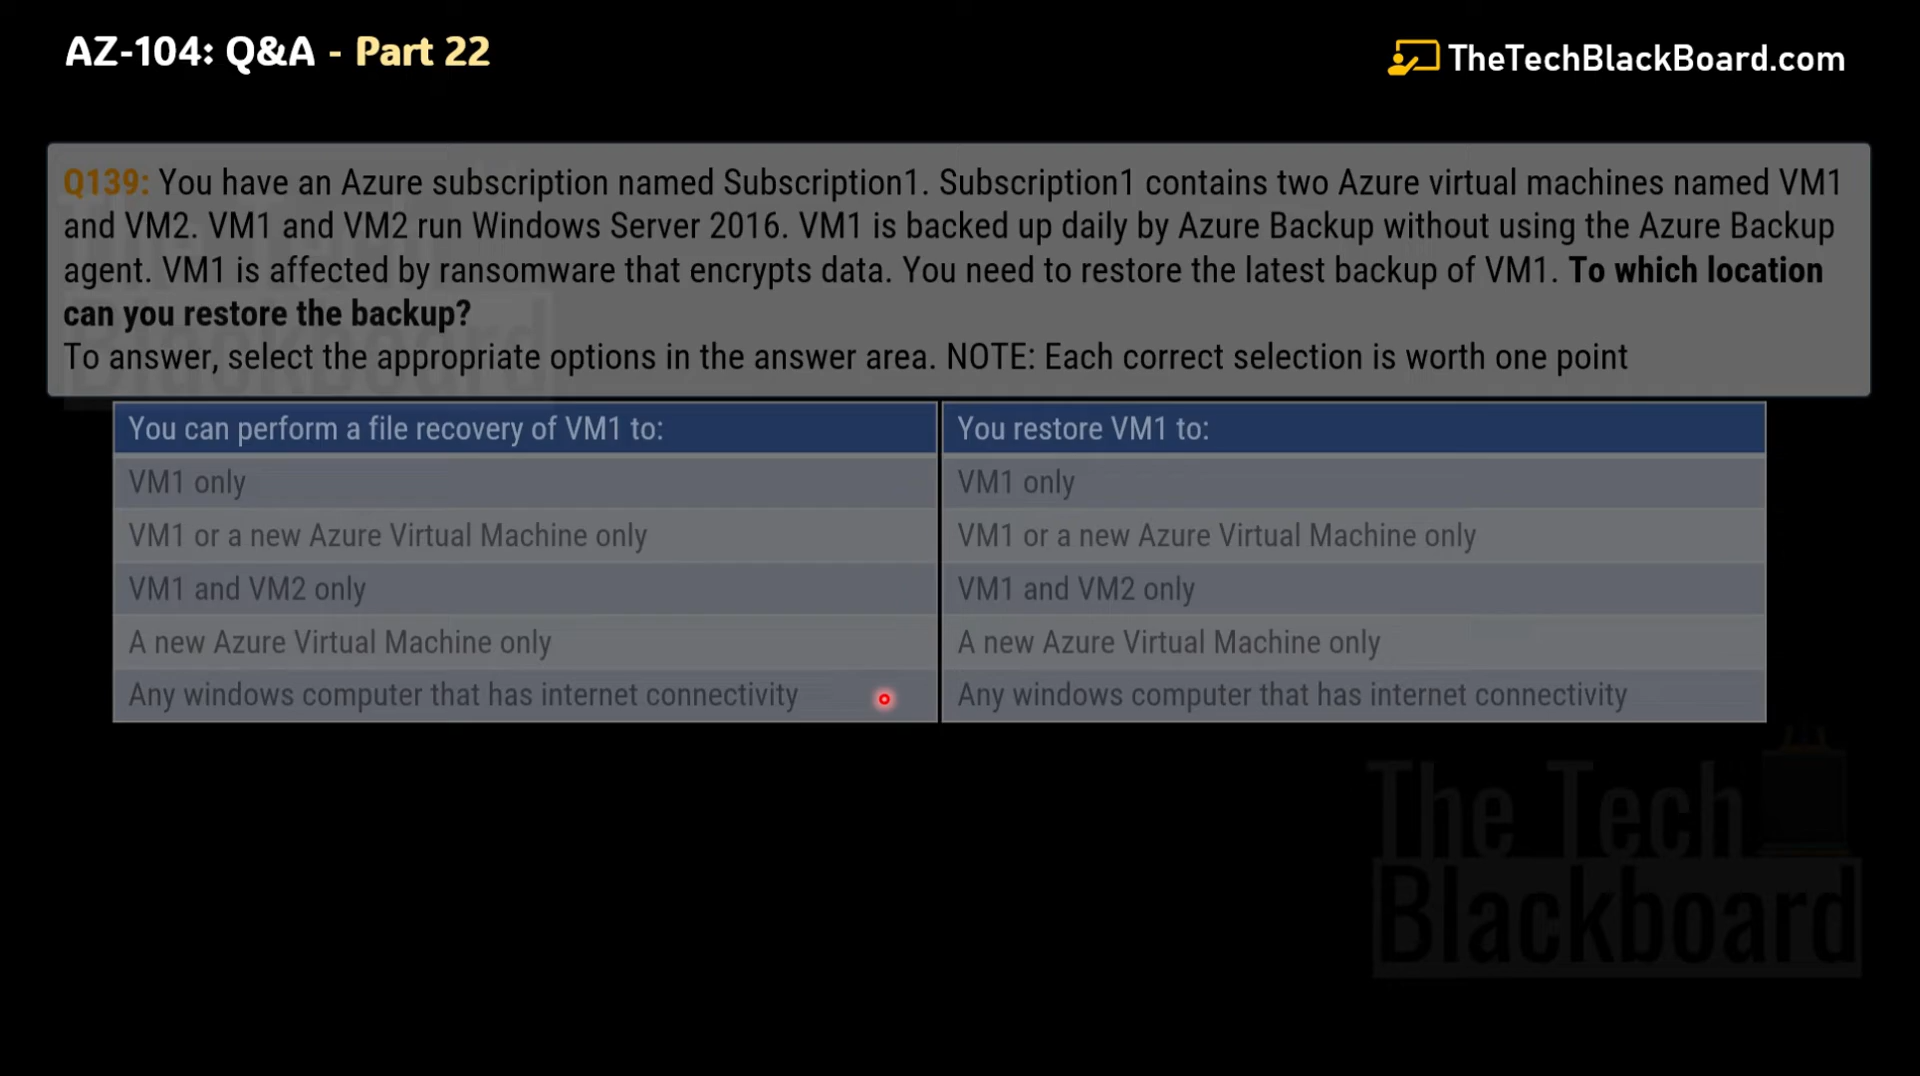 AZ-104: Q&A - Part 22
TheTechBlackBoard.com
Q139: You have an Azure subscription named Subscription1. Subscription1 contains two Azure virtual machines named VM1
and VM2. VM1 and VM2 run Windows Server 2016. VM1 is backed up daily by Azure Backup without using the Azure Backup
agent. VM1 is affected by ransomware that encrypts data. You need to restore the latest backup of VM1. To which location
can you restore the backup?
To answer, select the appropriate options in the answer area. NOTE: Each correct selection is worth one point
You can perform a file recovery of VM1 to:
VM1 only
VM1 or a new Azure Virtual Machine only
VM1 and VM2 only
A new Azure Virtual Machine only
Any windows computer that has internet connectivity
You restore VM1 to:
VM1 only
VM1 or a new Azure Virtual Machine only
VM1 and VM2 only
A new Azure Virtual Machine only
Any windows computer that has internet connectivity
The Tech
Blackboard